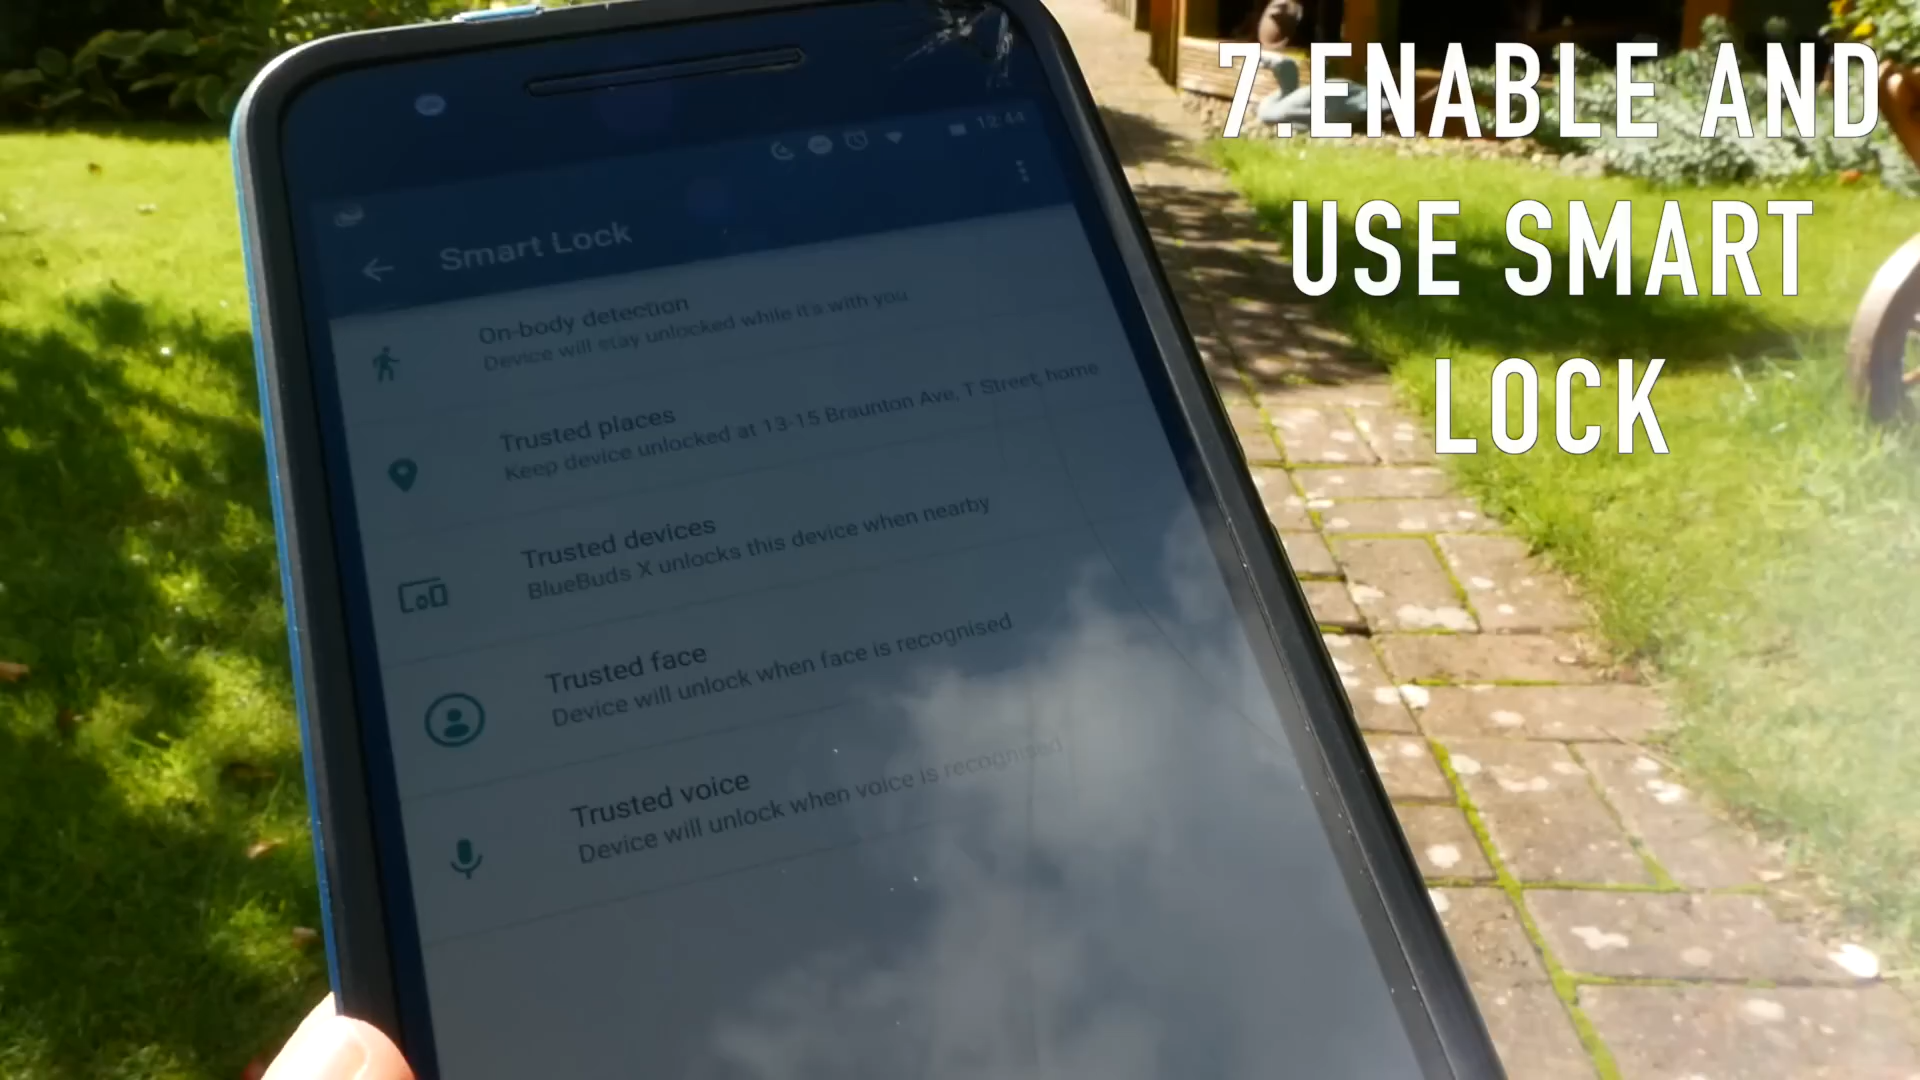 7.ENABLE AND
USE SMART
LOCK
12:44
Smart Lock
On-body detection
Device will stay unlocked while it's with you
Trusted places
Keep device unlocked at 13-15 Braunton Ave, T Street, home
Trusted devices
BlueBuds X unlocks this device when nearby
Trusted face
Device will unlock when face is recognised
Trusted voice
Device will unlock when voice is recognised